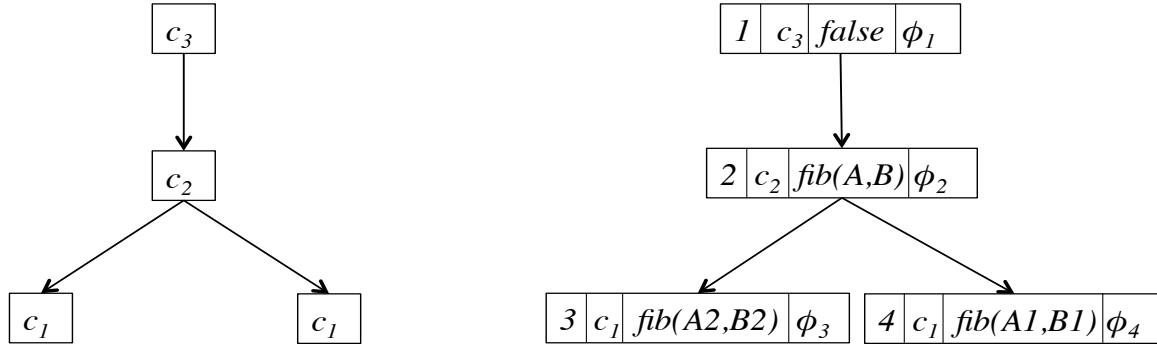 c₃
c₂
c₁ c₁
1 c₃ false ϕ₁
2 c₂ fib(A,B) ϕ₂
3 c₁ fib(A2,B2) ϕ₃
4 c₁ fib(A1,B1) ϕ₄